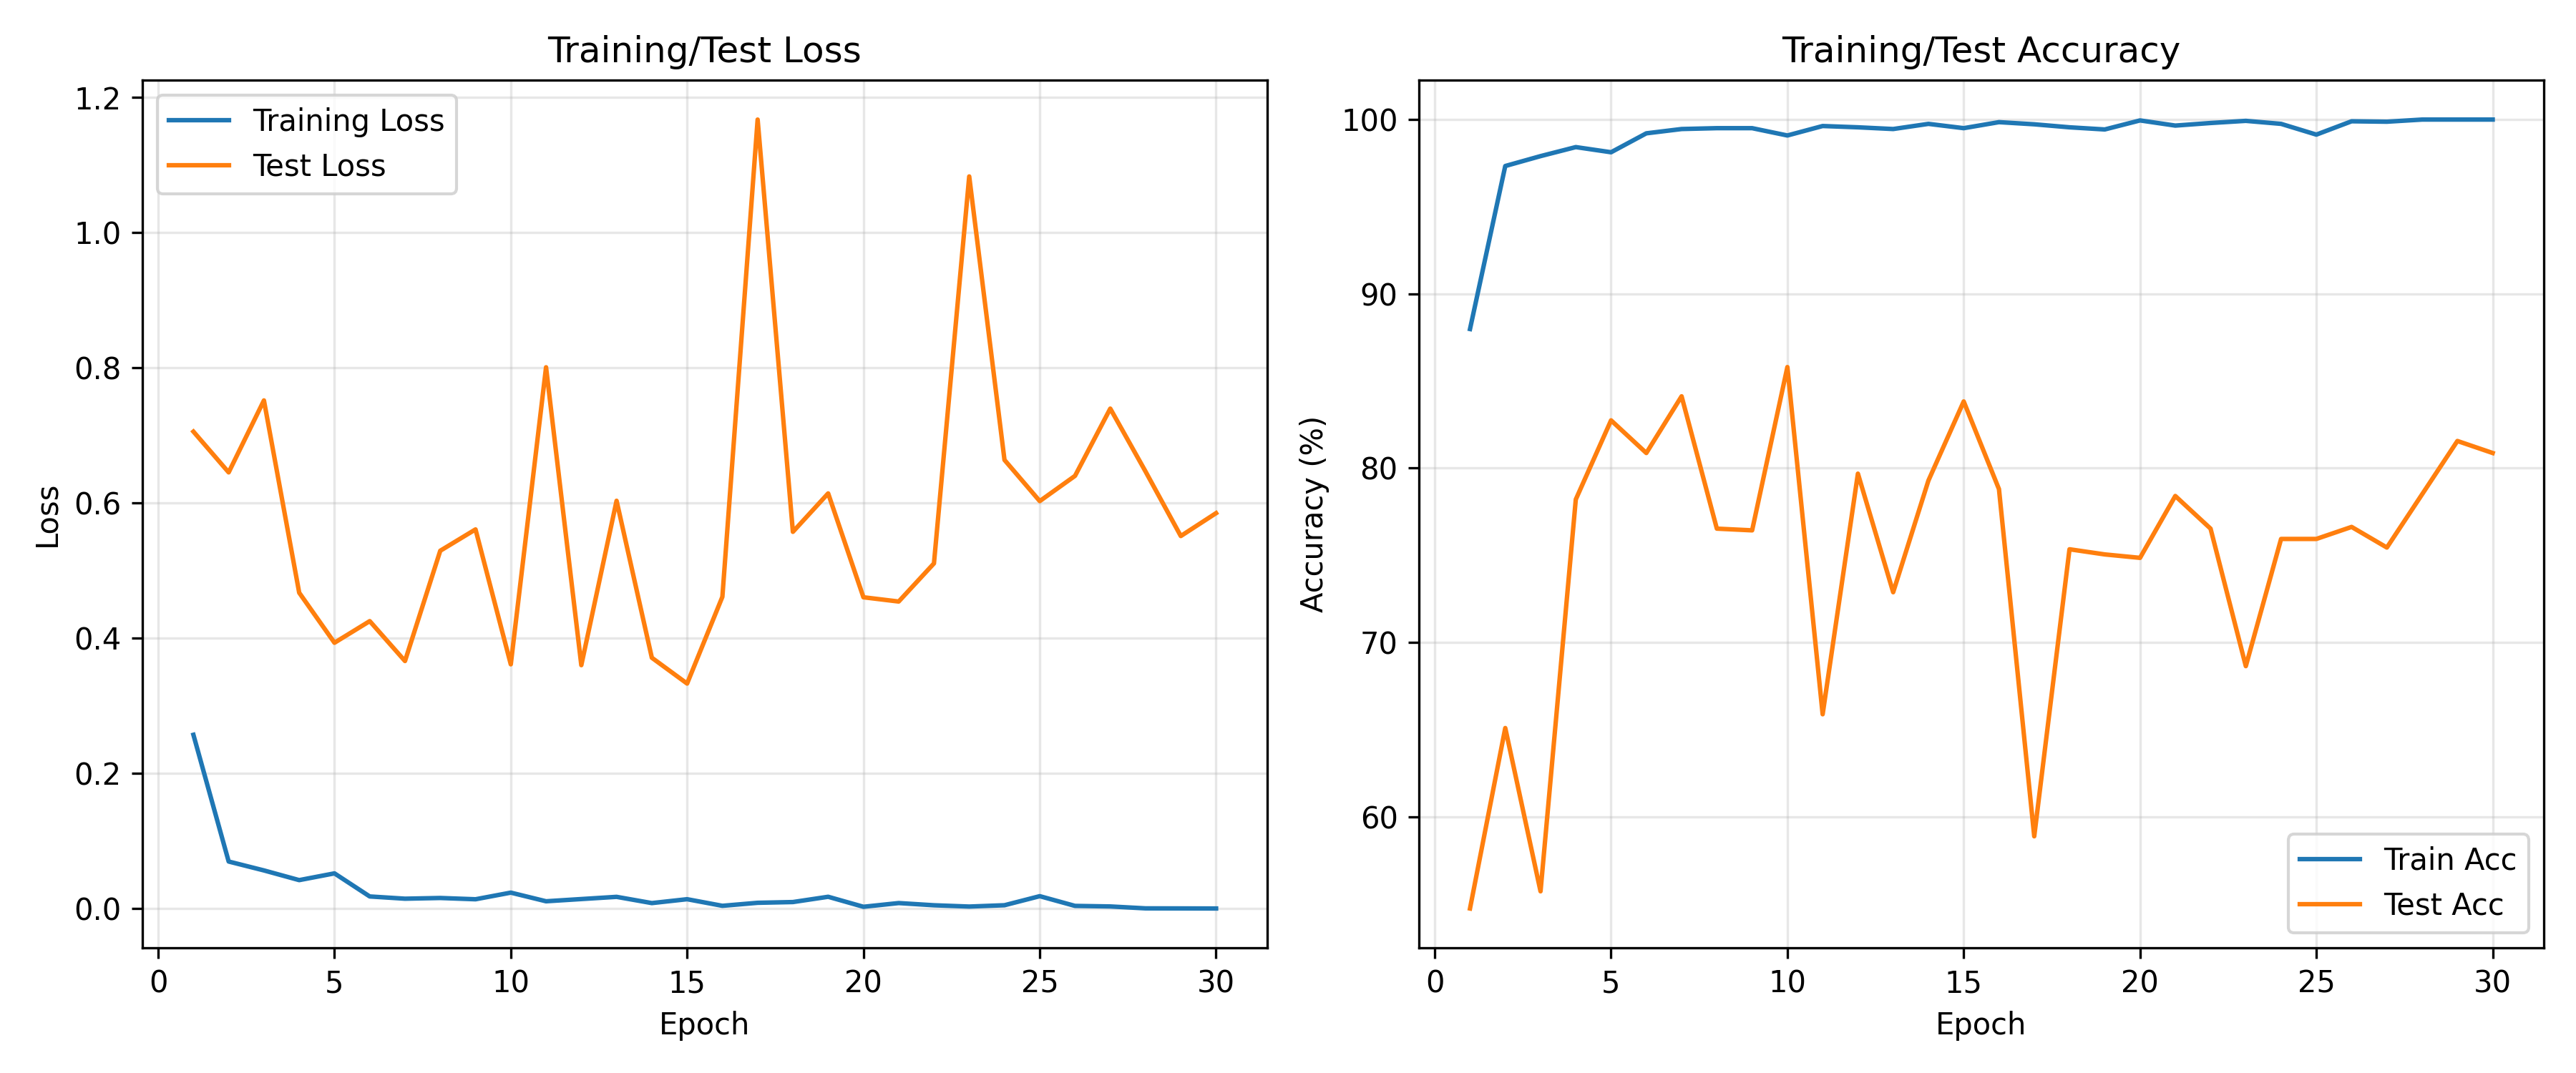 Training/Test Loss
1.2
1.0
0.8
0.6
0.4
0.2
0.0
Loss
Training Loss
Test Loss
0 5 10 15 20 25 30
Epoch
Training/Test Accuracy
100
90
80
70
60
Accuracy (%)
Train Acc
Test Acc
0 5 10 15 20 25 30
Epoch